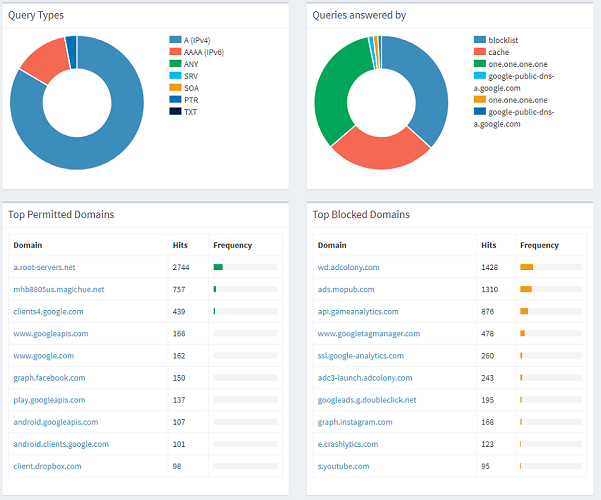 Query Types
A (IPv4)
AAAA (IPv6)
ANY
SRV
SOA
PTR
TXT
Queries answered by
blocklist
cache
one.one.one.one
google-public-dns-
a.google.com
one.one.one.one
google-public-dns-
a.google.com
Top Permitted Domains
Domain Hits Frequency
a.root-servers.net 2744
mhb8805us.magichue.net 757
clients4.google.com 439
www.googleapis.com 166
www.google.com 162
graph.facebook.com 150
play.googleapis.com 137
android.googleapis.com 107
android.clients.google.com 101
client.dropbox.com 98
Top Blocked Domains
Domain Hits Frequency
wd.adcolony.com 1428
ads.mopub.com 1310
api.gameanalytics.com 876
www.googletagmanager.com 478
ssl.google-analytics.com 260
adc3-launch.adcolony.com 243
googleads.g.doubleclick.net 195
graph.instagram.com 168
e.crashlytics.com 123
s.youtube.com 95